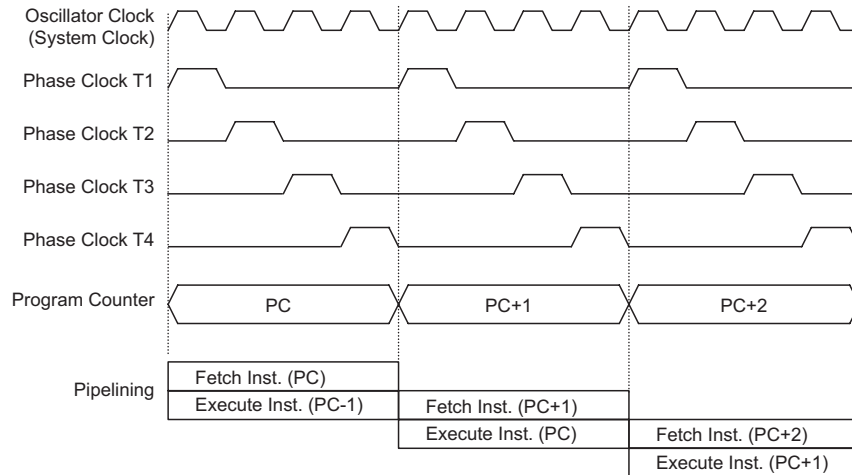 Oscillator Clock
(System Clock)
Phase Clock T1
Phase Clock T2
Phase Clock T3
Phase Clock T4
Program Counter
PC
PC+1
PC+2
Pipelining
Fetch Inst. (PC)
Execute Inst. (PC-1)
Fetch Inst. (PC+1)
Execute Inst. (PC)
Fetch Inst. (PC+2)
Execute Inst. (PC+1)